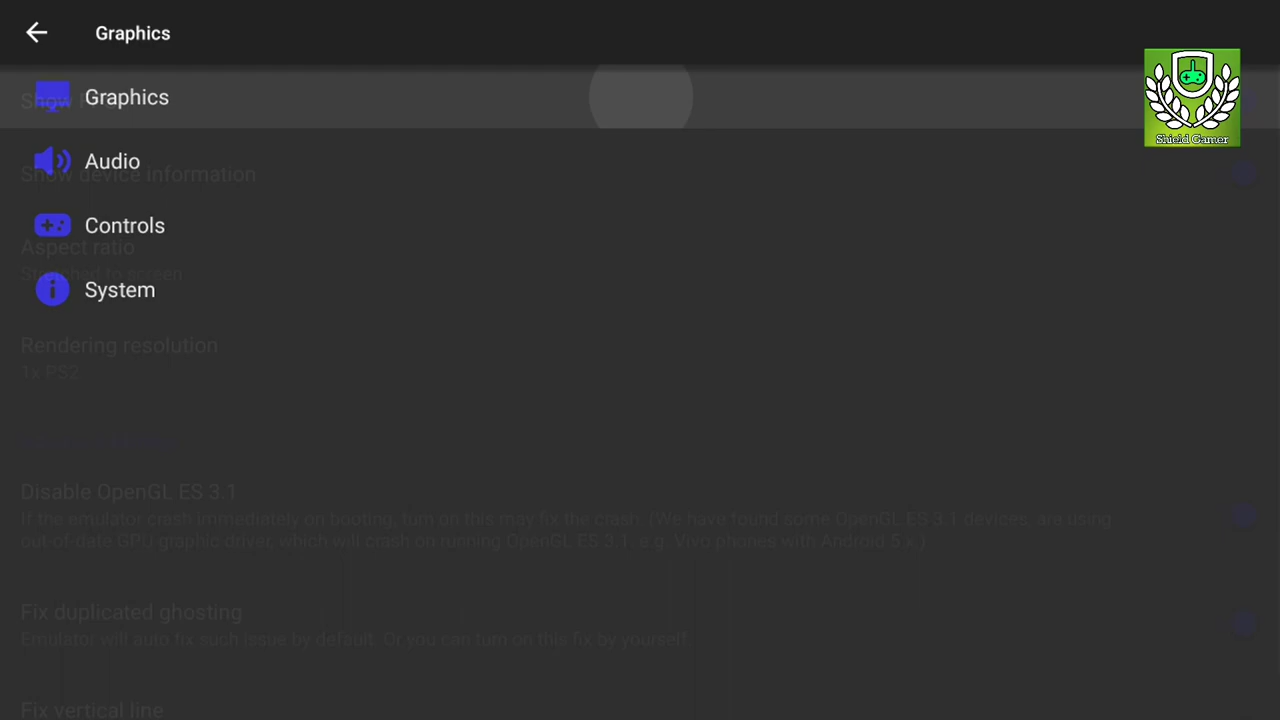 Graphics
Graphics
Show
Shield Gamer
Audio
Show device information
Controls
Aspect ratio
Stretched to screen
System
Rendering resolution
1x PS2
Disable OpenGL ES 3.1
If the emulator crash immediately on booting, turn on this may fix the crash. (We have found some OpenGL ES 3.1 devices, are using
out-of-date GPU graphic driver, which will crash on running OpenGL ES 3.1. e.g. Vivo phones with Android 5.x.)
Fix duplicated ghosting
Emulator will auto fix such issue by default. Or you can turn on this fix by yourself.
Fix vertical line